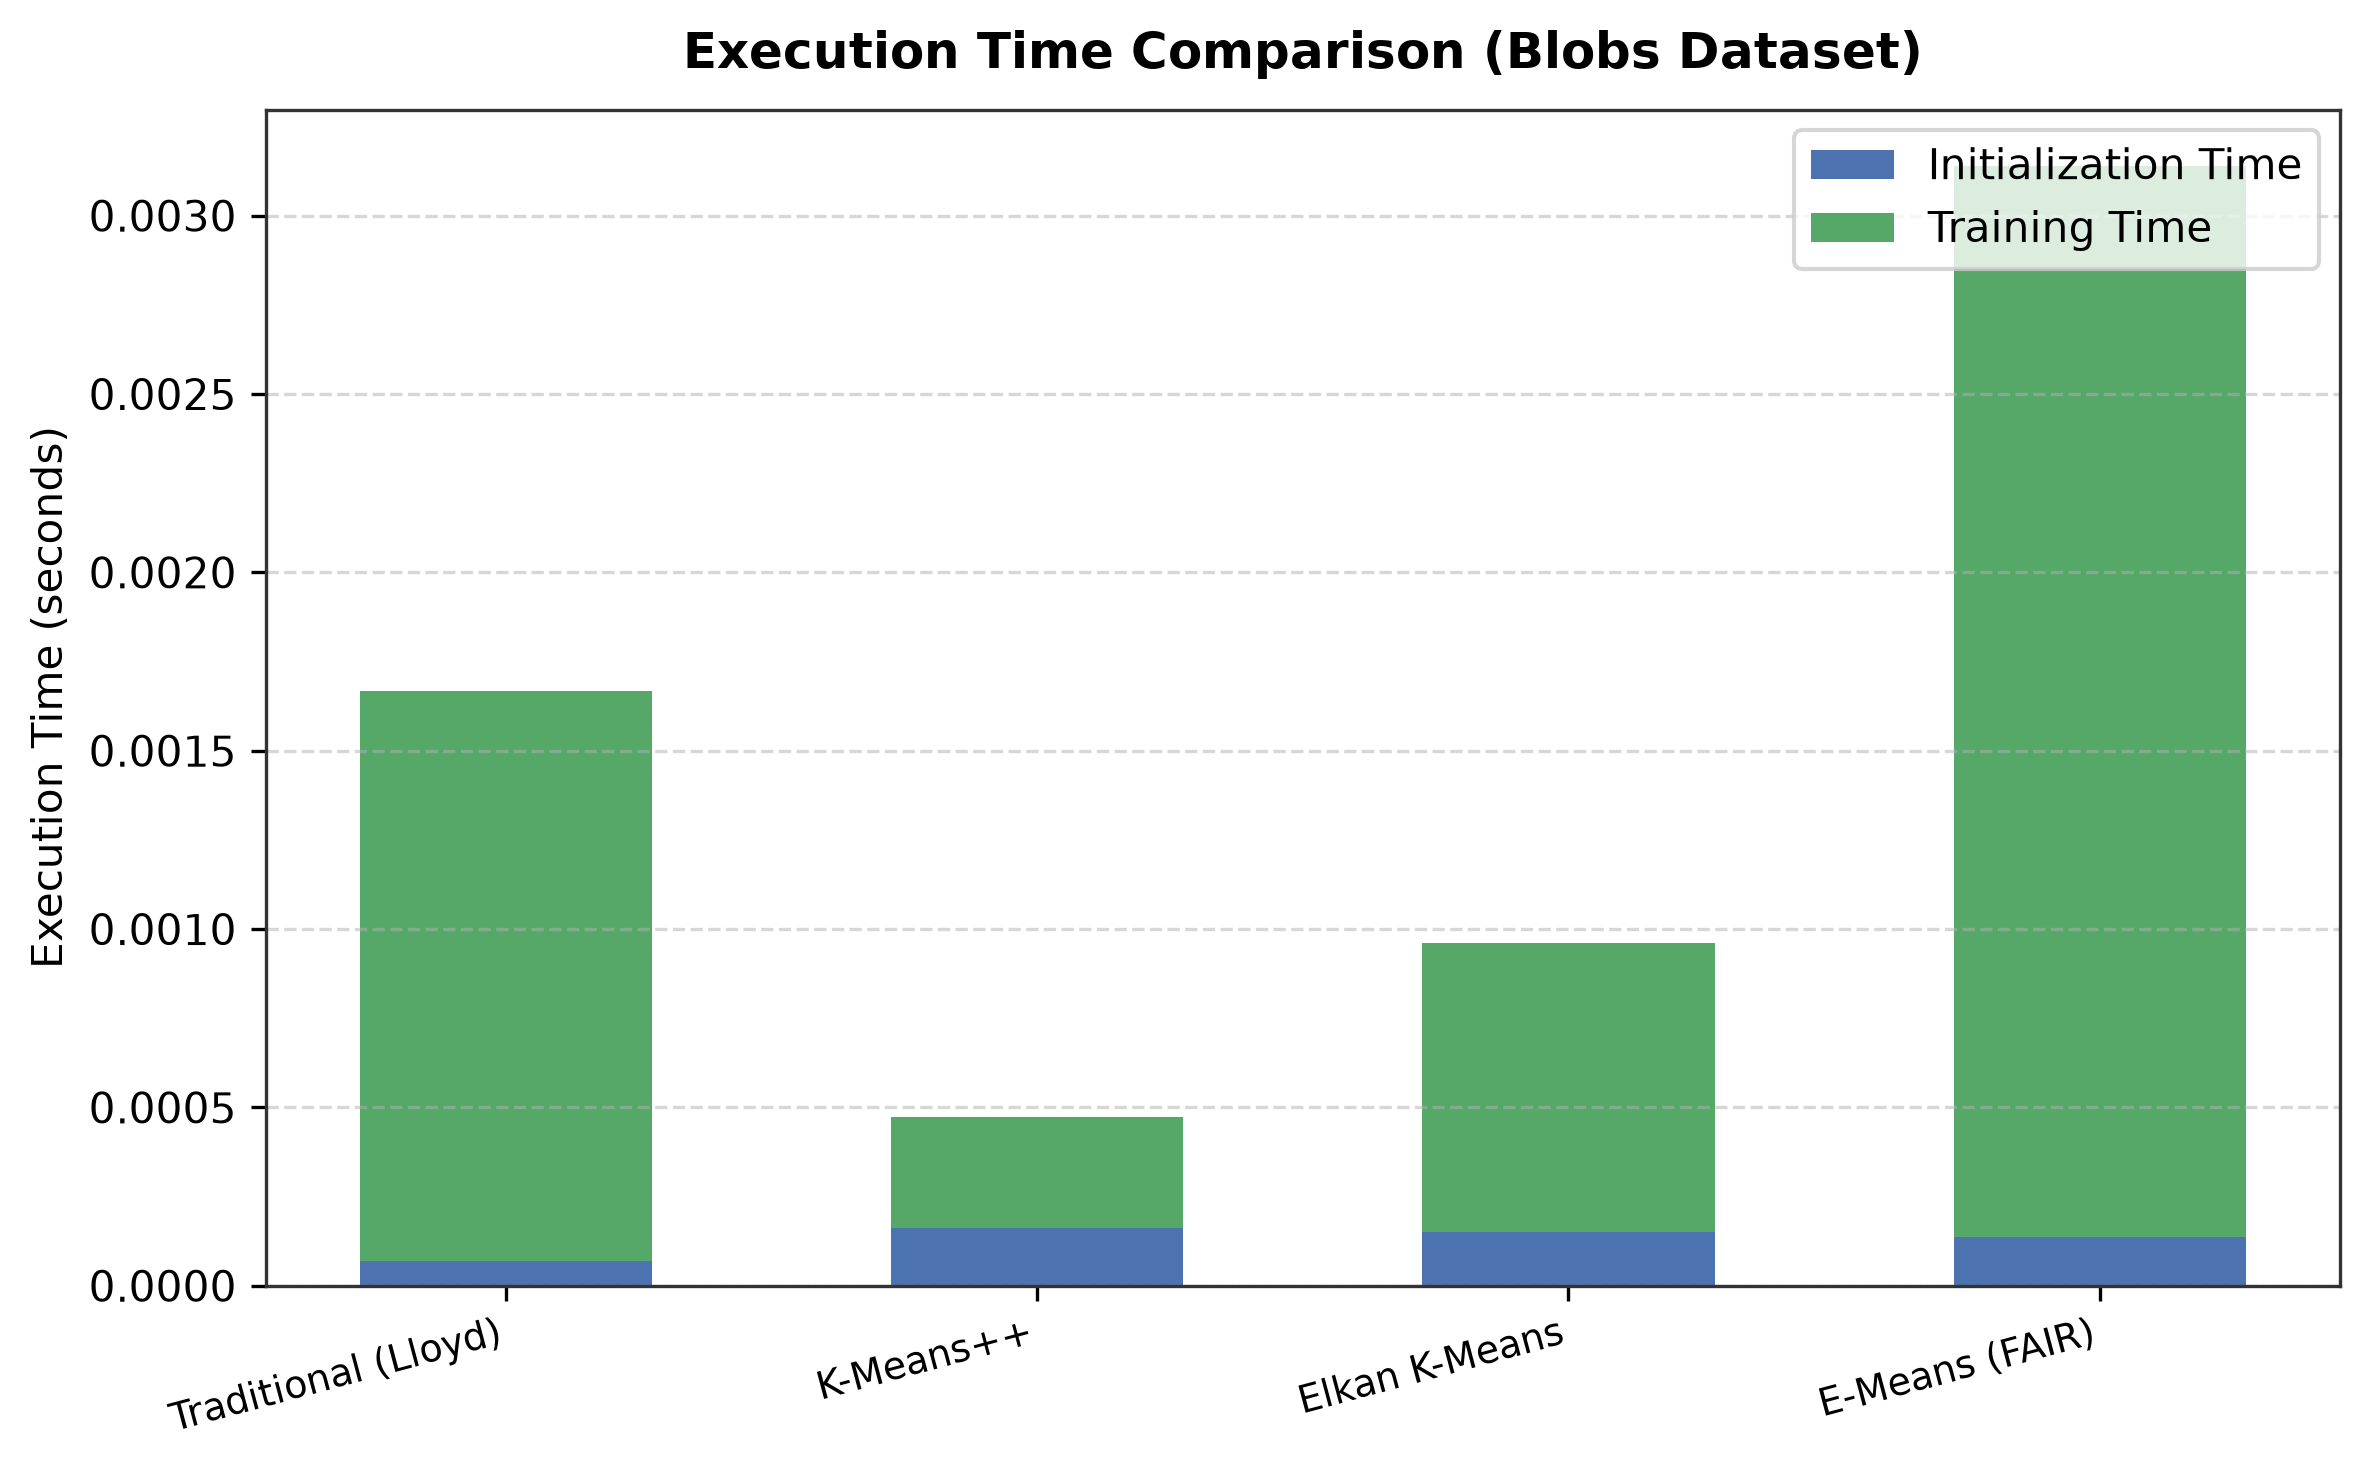 Execution Time Comparison (Blobs Dataset)
Initialization Time
Training Time
Execution Time (seconds)
0.0030
0.0025
0.0020
0.0015
0.0010
0.0005
0.0000
Traditional (Lloyd)
K-Means++
Elkan K-Means
E-Means (FAIR)